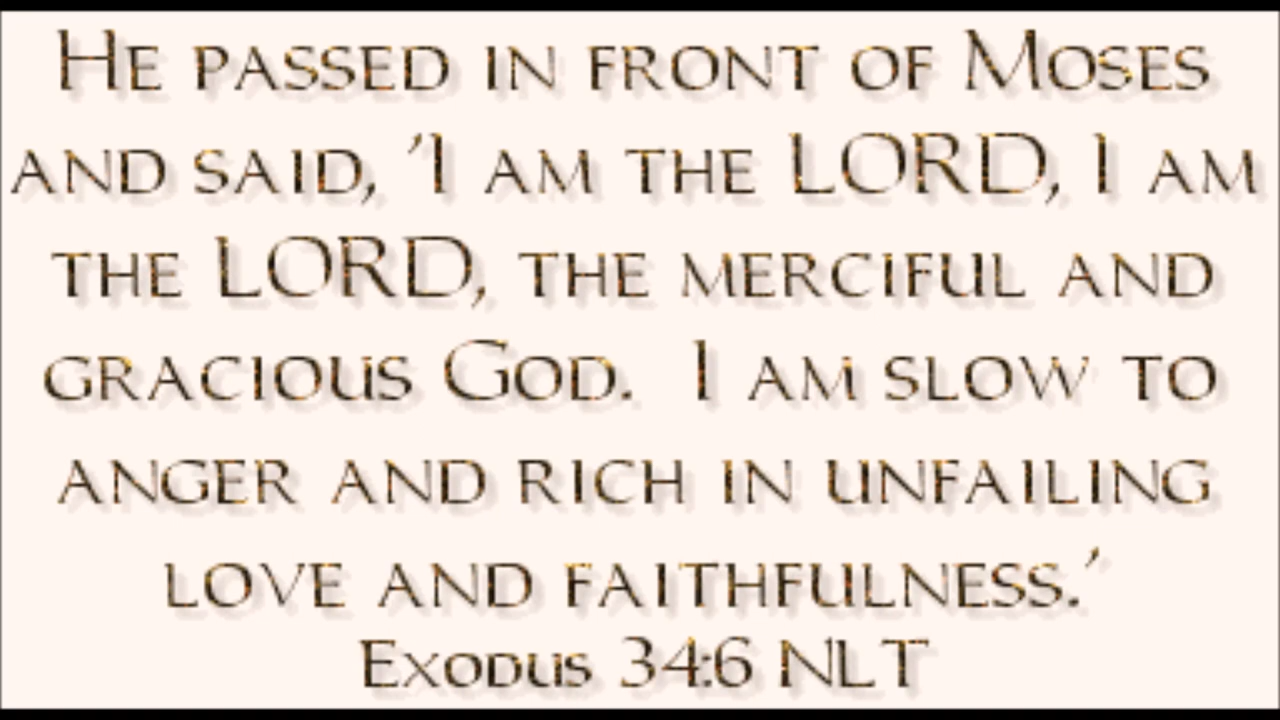 He passed in front of Moses
and said, 'I am the LORD, I am
the LORD, the merciful and
gracious God.  I am slow to
anger and rich in unfailing
love and faithfulness.'
Exodus 34:6 NLT